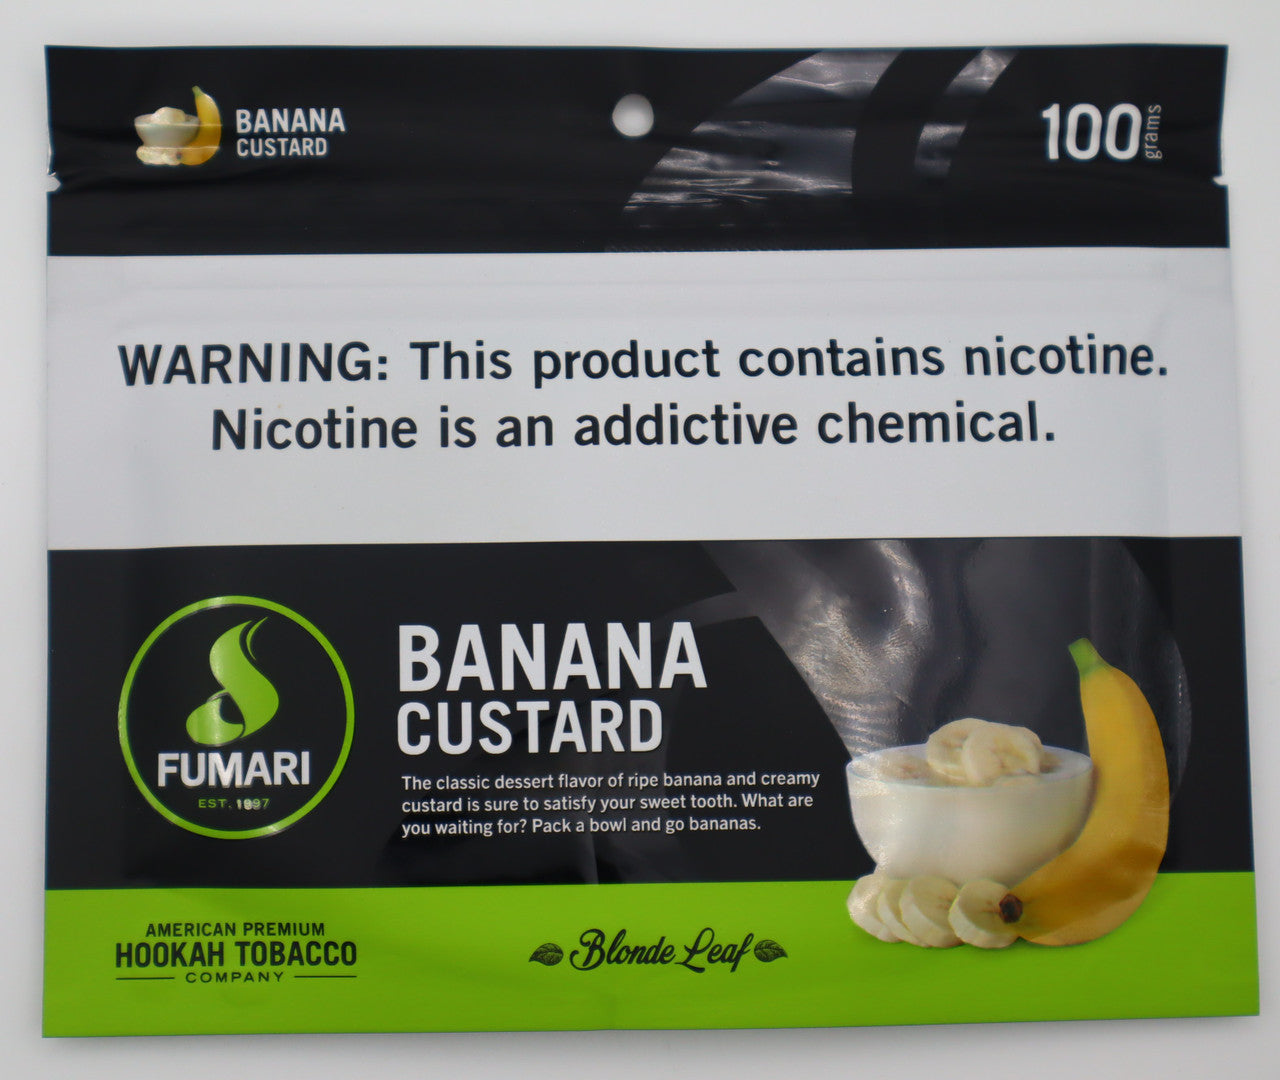 BANANA
CUSTARD
100
grams
WARNING: This product contains nicotine.
Nicotine is an addictive chemical.
FUMARI
EST. 1997
BANANA
CUSTARD
The classic dessert flavor of ripe banana and creamy
custard is sure to satisfy your sweet tooth. What are
you waiting for? Pack a bowl and go bananas.
AMERICAN PREMIUM
HOOKAH TOBACCO
COMPANY
Blonde Leaf